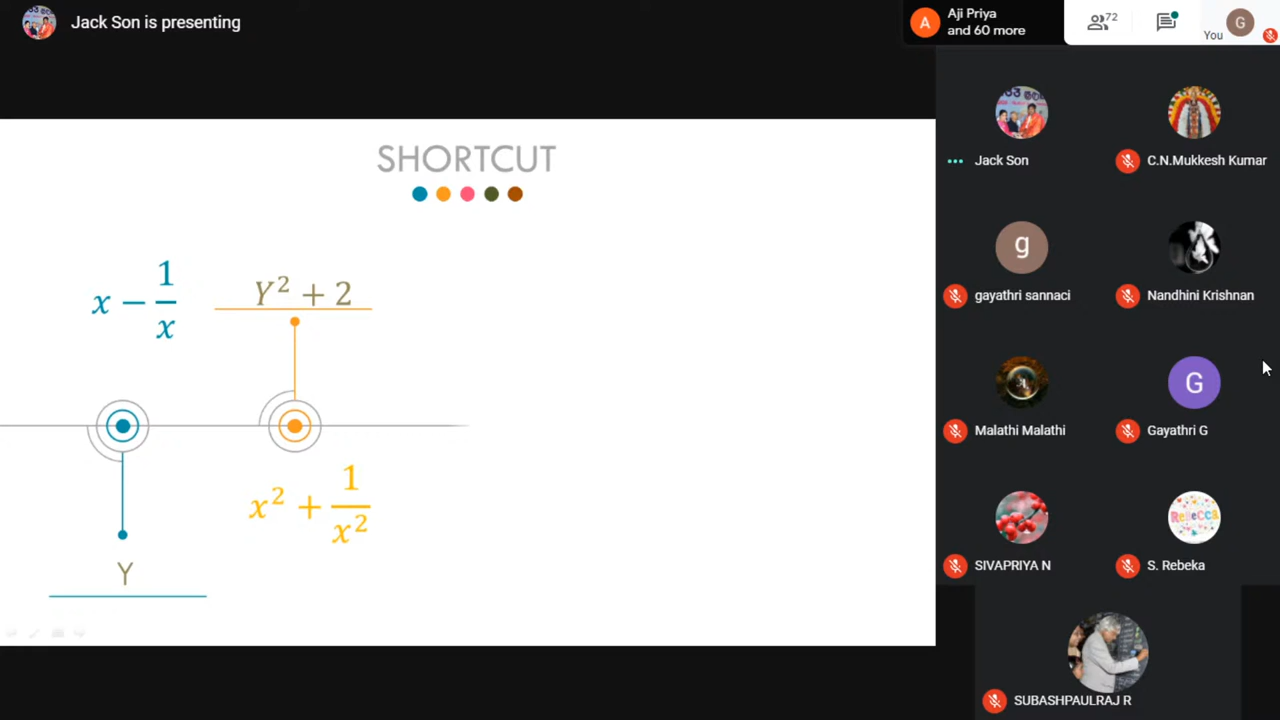 Jack Son is presenting
A
Aji Priya
and 60 more
72
You
G
SHORTCUT
x − 1/x
Y² + 2
x² + 1/x²
Y
Jack Son
C.N.Mukkesh Kumar
g
gayathri sannaci
Nandhini Krishnan
Malathi Malathi
G
Gayathri G
SIVAPRIYA N
ReBeCCA
S. Rebeka
SUBASHPAULRAJ R